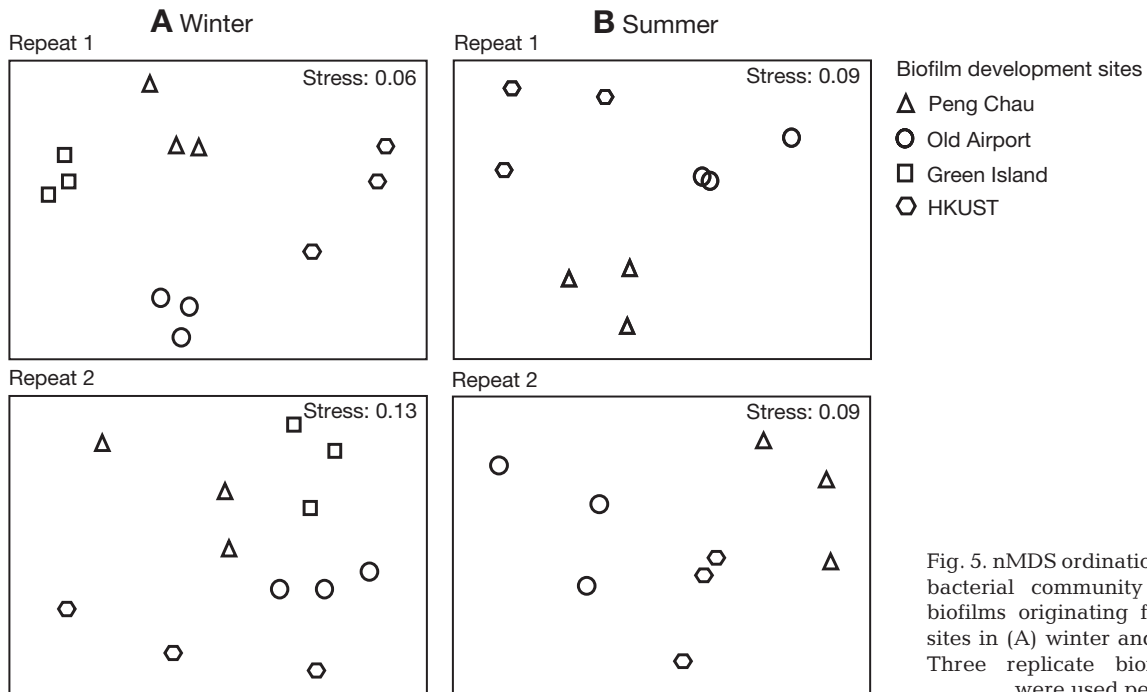 A Winter
Repeat 1
Stress: 0.06
B Summer
Repeat 1
Stress: 0.09
Biofilm development sites
Peng Chau
Old Airport
Green Island
HKUST
Repeat 2
Stress: 0.13
Repeat 2
Stress: 0.09
Fig. 5. nMDS ordination
bacterial community
biofilms originating f
sites in (A) winter and
Three replicate bio
were used pe